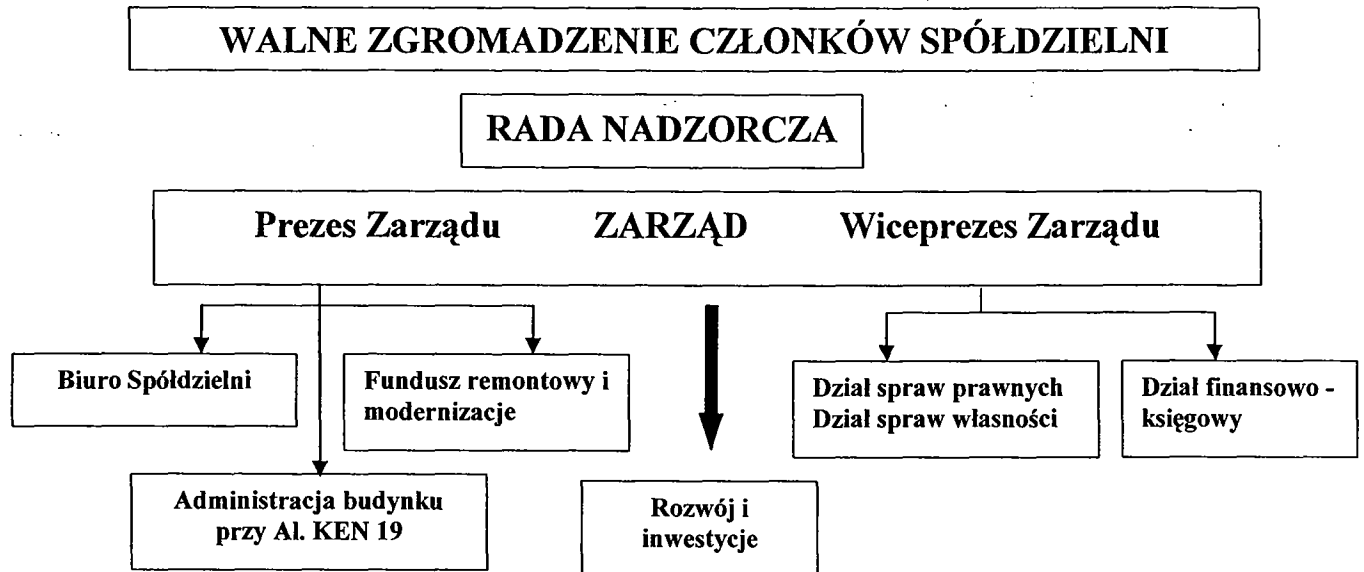 WALNE ZGROMADZENIE CZŁONKÓW SPÓŁDZIELNI
RADA NADZORCZA
Prezes Zarządu ZARZĄD Wiceprezes Zarządu
Biuro Spółdzielni
Fundusz remontowy i
modernizacje
Dział spraw prawnych
Dział spraw własności
Dział finansowo -
księgowy
Administracja budynku
przy Al. KEN 19
Rozwój i
inwestycje